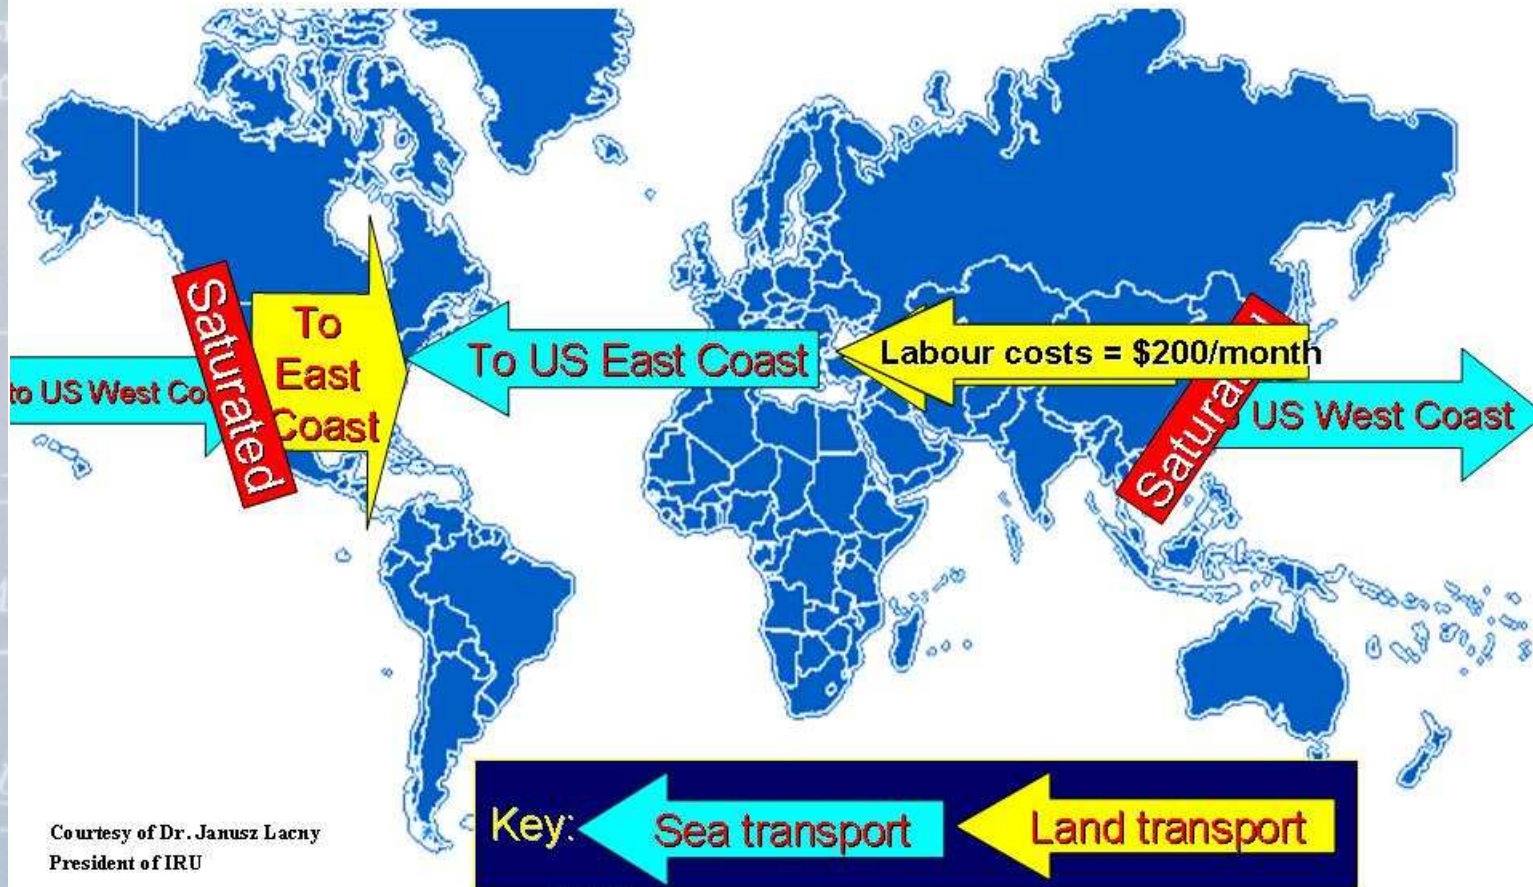 Saturated
To
East
Coast
To US East Coast
Labour costs = $200/month
to US West
US West Coast
Key:
Sea transport
Land transport
Courtesy of Dr. Janusz Lacny
President of IRU